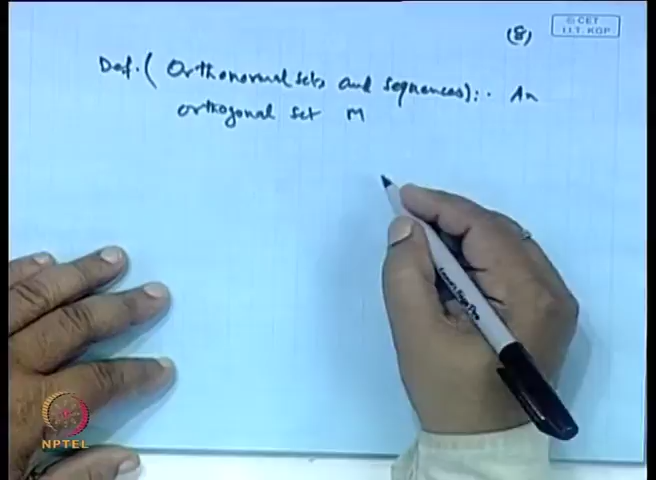 (8)
© CET
I.I.T. KGP
Def. ( Orthonormal sets and sequences): . An
orthogonal set M
NPTEL